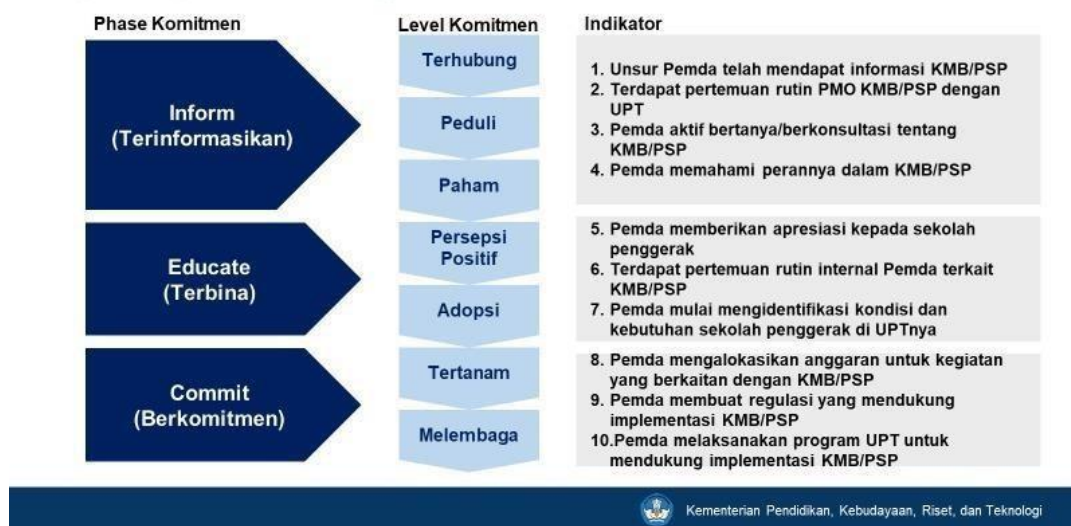 Phase Komitmen
Level Komitmen
Indikator
Inform
(Terinformasikan)
Terhubung
Peduli
Paham
1. Unsur Pemda telah mendapat informasi KMB/PSP
2. Terdapat pertemuan rutin PMO KMB/PSP dengan
UPT
3. Pemda aktif bertanya/berkonsultasi tentang
KMB/PSP
4. Pemda memahami perannya dalam KMB/PSP
Educate
(Terbina)
Persepsi
Positif
Adopsi
5. Pemda memberikan apresiasi kepada sekolah
penggerak
6. Terdapat pertemuan rutin internal Pemda terkait
KMB/PSP
7. Pemda mulai mengidentifikasi kondisi dan
kebutuhan sekolah penggerak di UPTnya
Commit
(Berkomitmen)
Tertanam
Melembaga
8. Pemda mengalokasikan anggaran untuk kegiatan
yang berkaitan dengan KMB/PSP
9. Pemda membuat regulasi yang mendukung
implementasi KMB/PSP
10.Pemda melaksanakan program UPT untuk
mendukung implementasi KMB/PSP
Kementerian Pendidikan, Kebudayaan, Riset, dan Teknologi